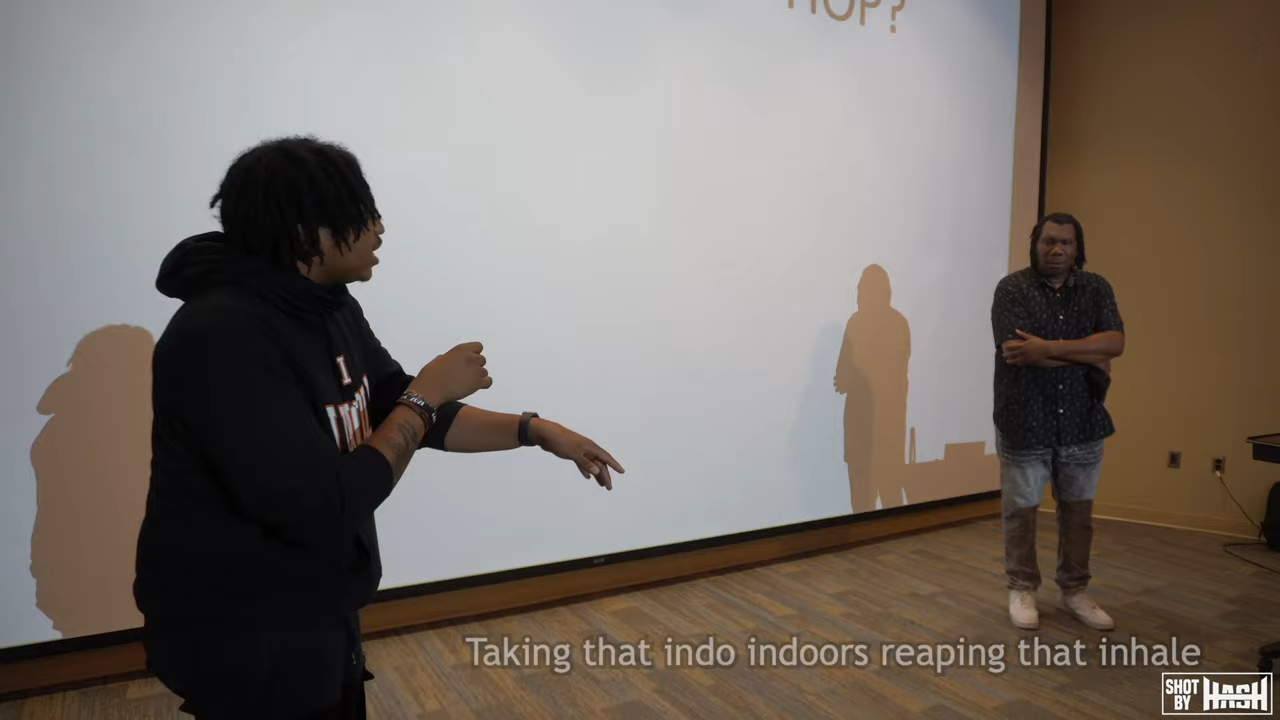 HOP?
I
Taking that indo indoors reaping that inhale
SHOT
BY
HASH